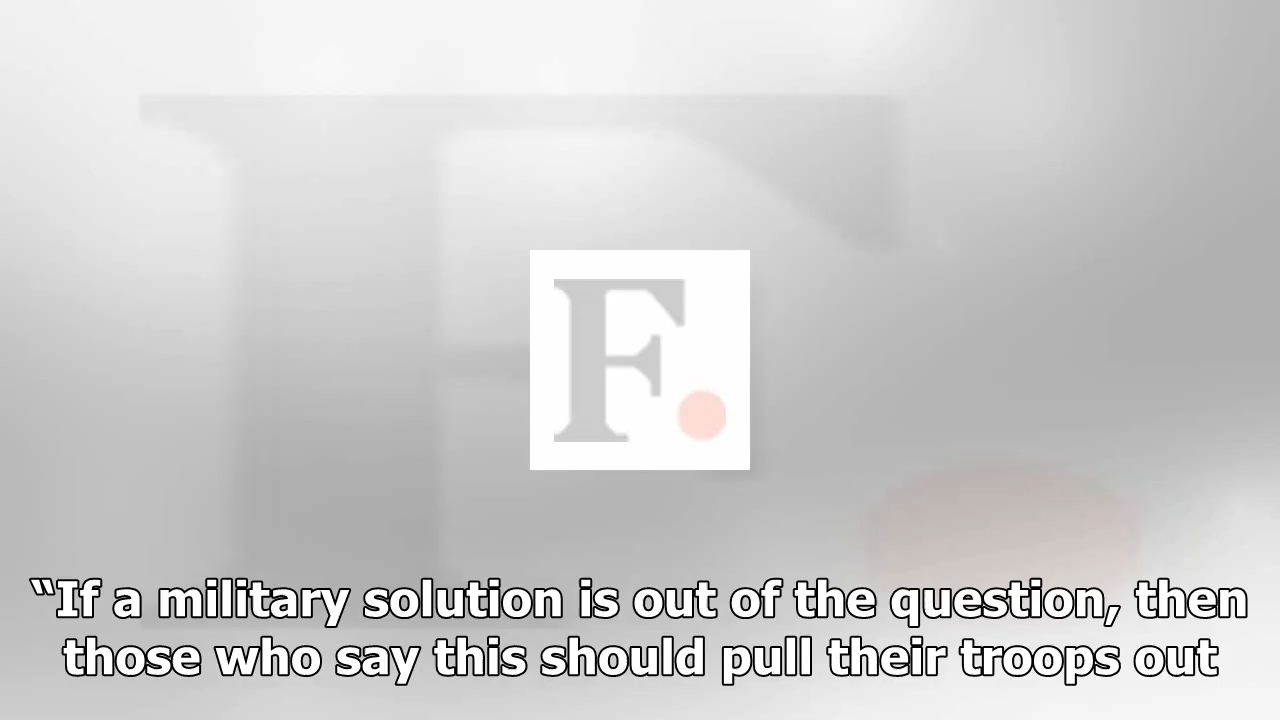 F.
“If a military solution is out of the question, then
those who say this should pull their troops out